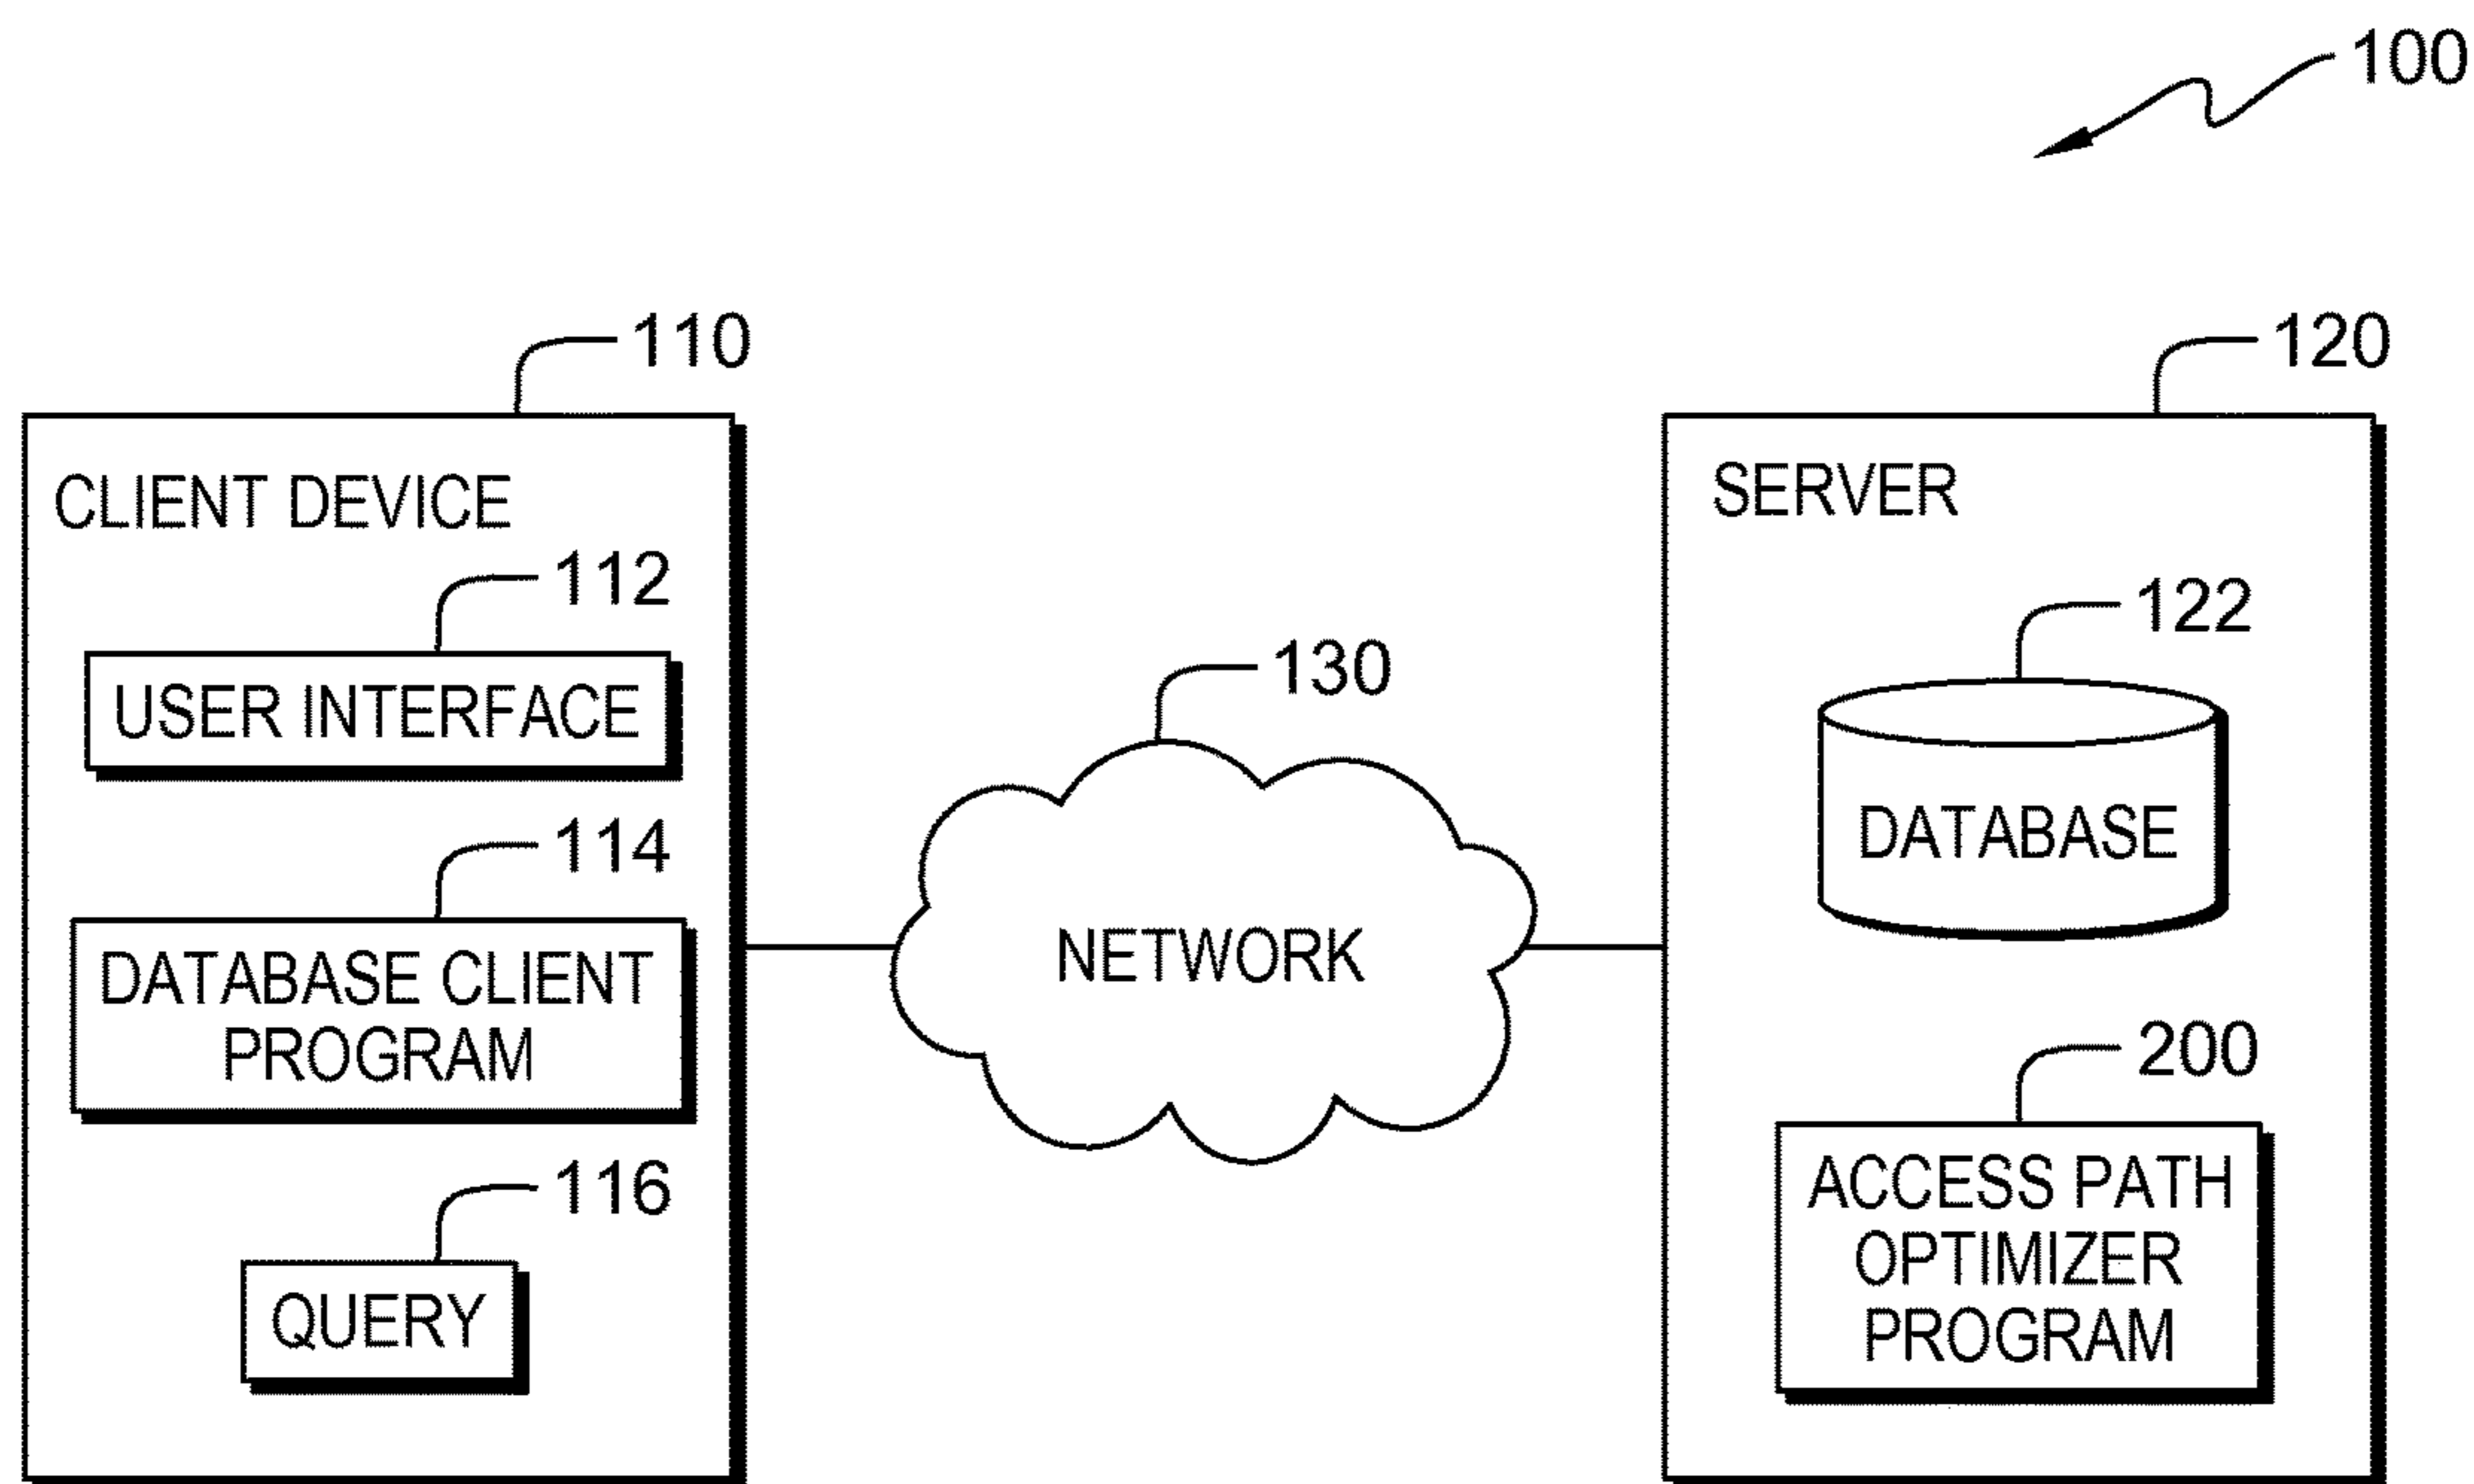 100
110
CLIENT DEVICE
112
USER INTERFACE
114
DATABASE CLIENT
PROGRAM
116
QUERY
130
NETWORK
120
SERVER
122
DATABASE
200
ACCESS PATH
OPTIMIZER
PROGRAM